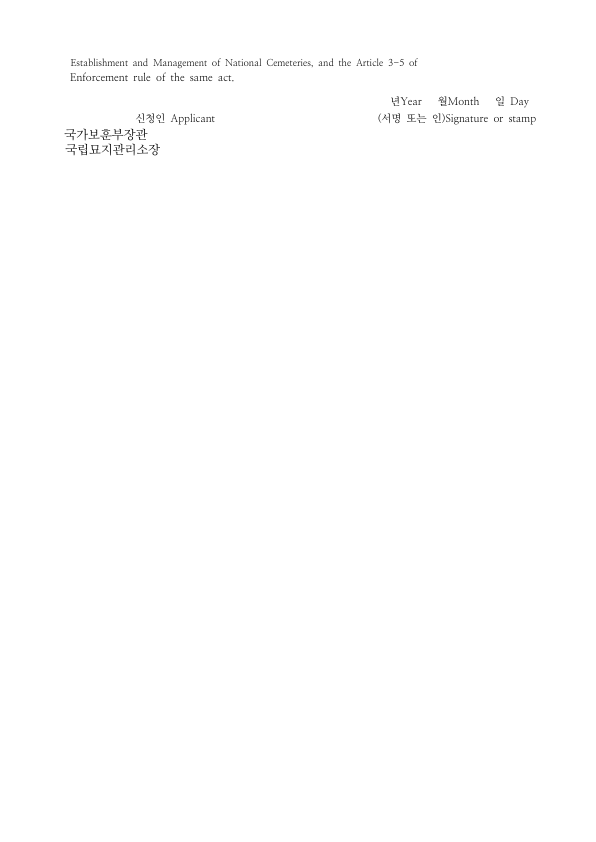 Establishment and Management of National Cemeteries, and the Article 3-5 of
Enforcement rule of the same act.
년Year 월Month 일 Day
신청인 Applicant (서명 또는 인)Signature or stamp
국가보훈부장관
국립묘지관리소장